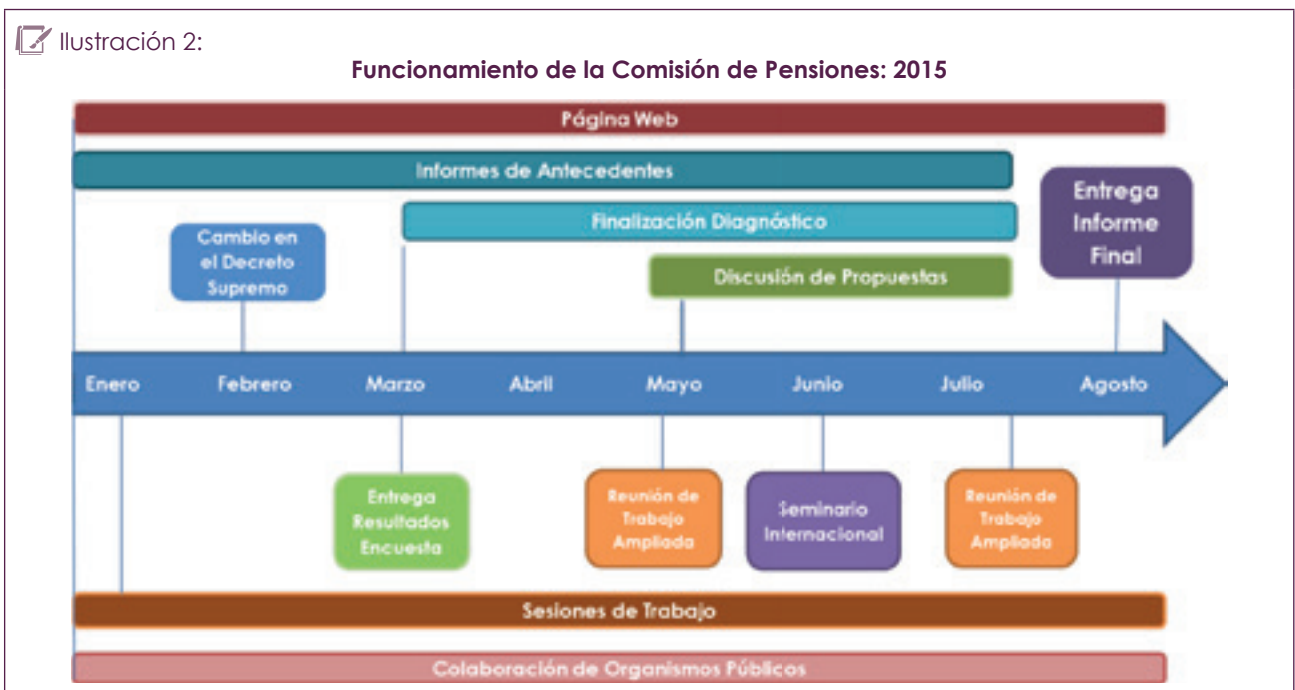 Ilustración 2:
Funcionamiento de la Comisión de Pensiones: 2015
Página Web
Informes de Antecedentes
Finalización Diagnóstico
Discusión de Propuestas
Cambio en
el Decreto
Supremo
Entrega
Informe
Final
Enero Febrero Marzo Abril Mayo Junio Julio Agosto
Entrega
Resultados
Encuesta
Reunión de
Trabajo
Ampliada
Seminario
Internacional
Reunión de
Trabajo
Ampliada
Sesiones de Trabajo
Colaboración de Organismos Públicos